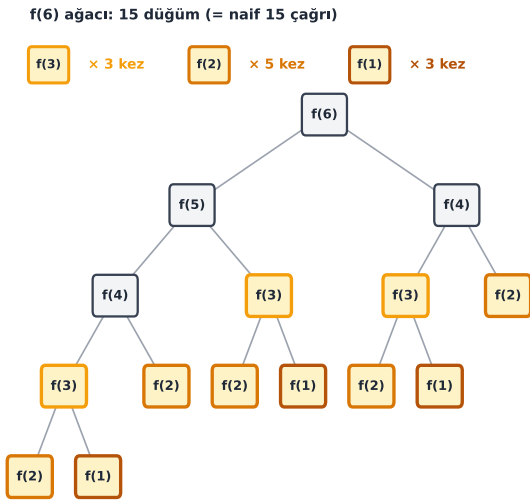 f(6) ağacı: 15 düğüm (= naif 15 çağrı)
f(3) × 3 kez f(2) × 5 kez f(1) × 3 kez
f(6)
f(5) f(4)
f(4) f(3) f(3) f(2)
f(3) f(2) f(2) f(1) f(2) f(1)
f(2) f(1)